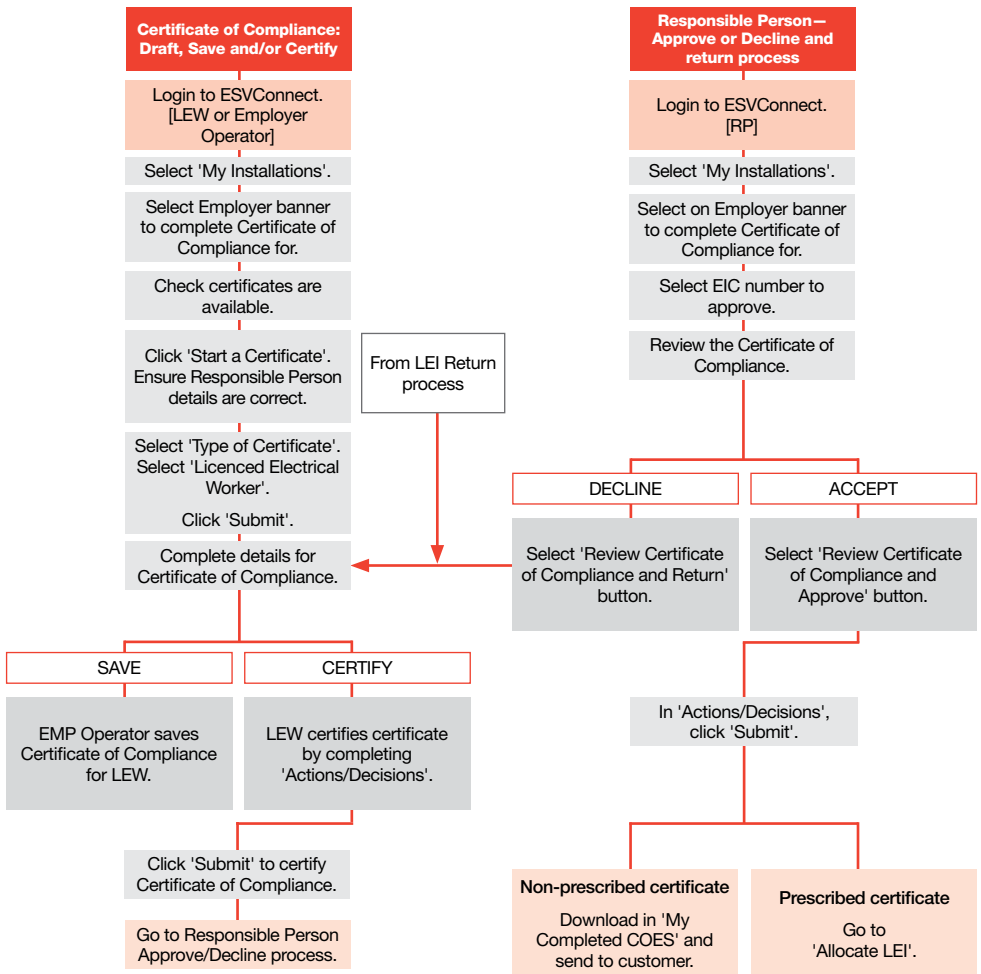 Certificate of Compliance:
Draft, Save and/or Certify
Login to ESVConnect.
[LEW or Employer
Operator]
Select 'My Installations'.
Select Employer banner
to complete Certificate of
Compliance for.
Check certificates are
available.
Click 'Start a Certificate'.
Ensure Responsible Person
details are correct.
Select 'Type of Certificate'.
Select 'Licenced Electrical
Worker'.
Click 'Submit'.
Complete details for
Certificate of Compliance.
SAVE
EMP Operator saves
Certificate of Compliance
for LEW.
CERTIFY
LEW certifies certificate
by completing
'Actions/Decisions'.
Click 'Submit' to certify
Certificate of Compliance.
Go to Responsible Person
Approve/Decline process.
From LEI Return
process
Responsible Person—
Approve or Decline and
return process
Login to ESVConnect.
[RP]
Select 'My Installations'.
Select on Employer banner
to complete Certificate of
Compliance for.
Select EIC number to
approve.
Review the Certificate of
Compliance.
DECLINE
Select 'Review Certificate
of Compliance and Return'
button.
ACCEPT
Select 'Review Certificate
of Compliance and
Approve' button.
In 'Actions/Decisions',
click 'Submit'.
Non-prescribed certificate
Download in 'My
Completed COES' and
send to customer.
Prescribed certificate
Go to
'Allocate LEI'.